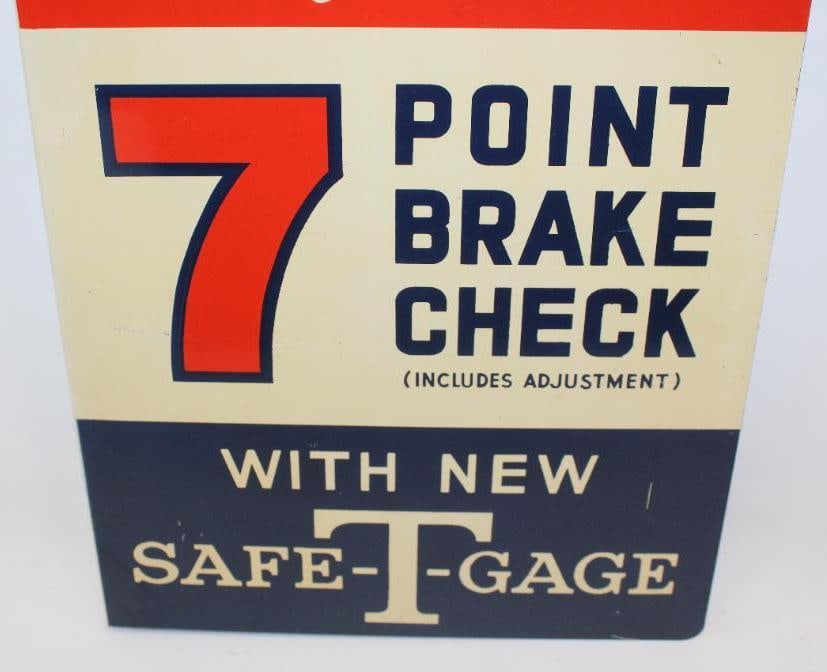 7 POINT
BRAKE
CHECK
(INCLUDES ADJUSTMENT)
WITH NEW
SAFE-T-GAGE